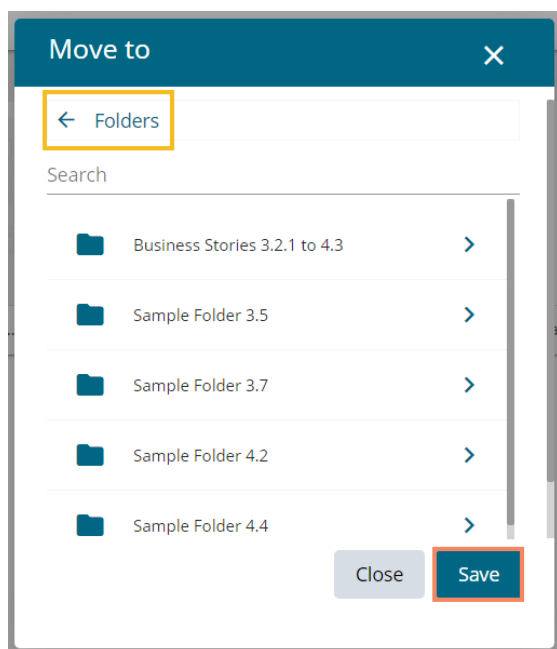 Move to
Folders
Search
Business Stories 3.2.1 to 4.3
Sample Folder 3.5
Sample Folder 3.7
Sample Folder 4.2
Sample Folder 4.4
Close Save